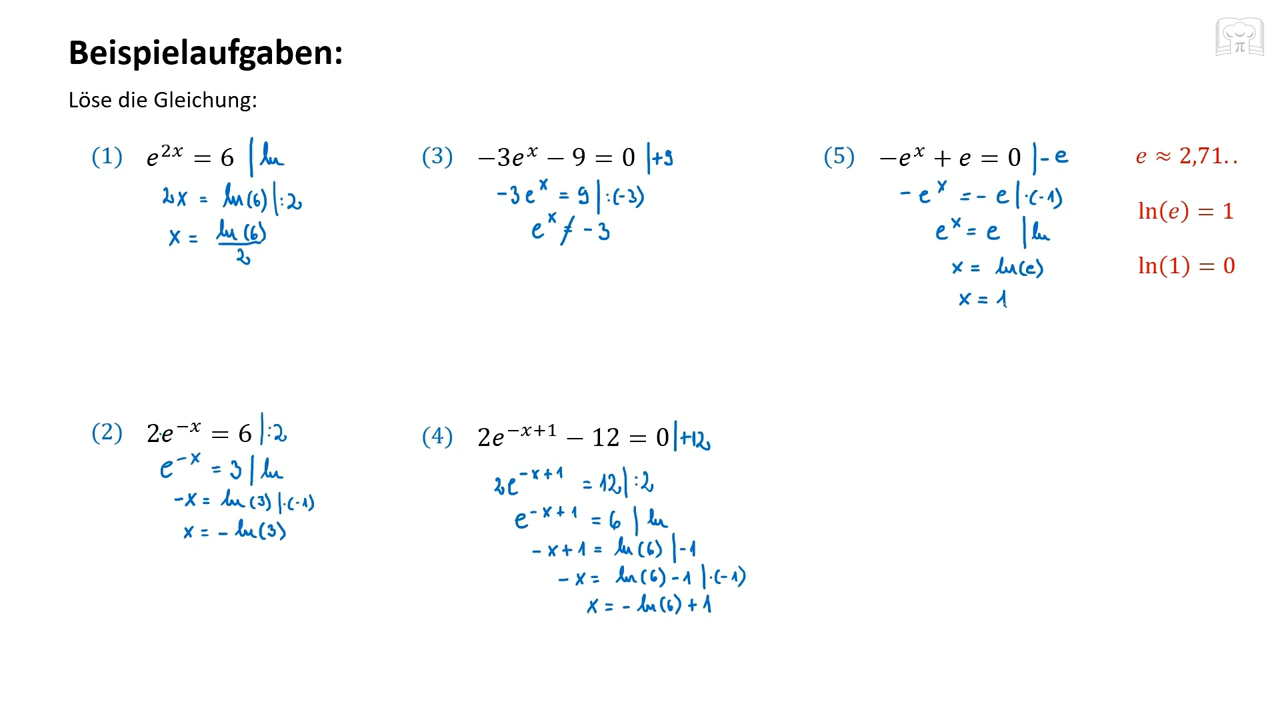 Beispielaufgaben:
Löse die Gleichung:
(1) e^{2x} = 6 | ln
2x = ln(6) | :2
x = ln(6)/2
(2) 2·e^{-x} = 6 | :2
e^{-x} = 3 | ln
-x = ln(3) | ·(-1)
x = - ln(3)
(3) −3e^x − 9 = 0 | +9
-3e^x = 9 | :(-3)
e^x ≠ -3
(4) 2e^{-x+1} − 12 = 0 | +12
2e^{-x+1} = 12 | :2
e^{-x+1} = 6 | ln
-x+1 = ln(6) | -1
-x = ln(6) - 1 | ·(-1)
x = - ln(6) + 1
(5) −e^x + e = 0 | - e
- e^x = - e | ·(-1)
e^x = e | ln
x = ln(e)
x = 1
e ≈ 2,71..
ln(e) = 1
ln(1) = 0
π